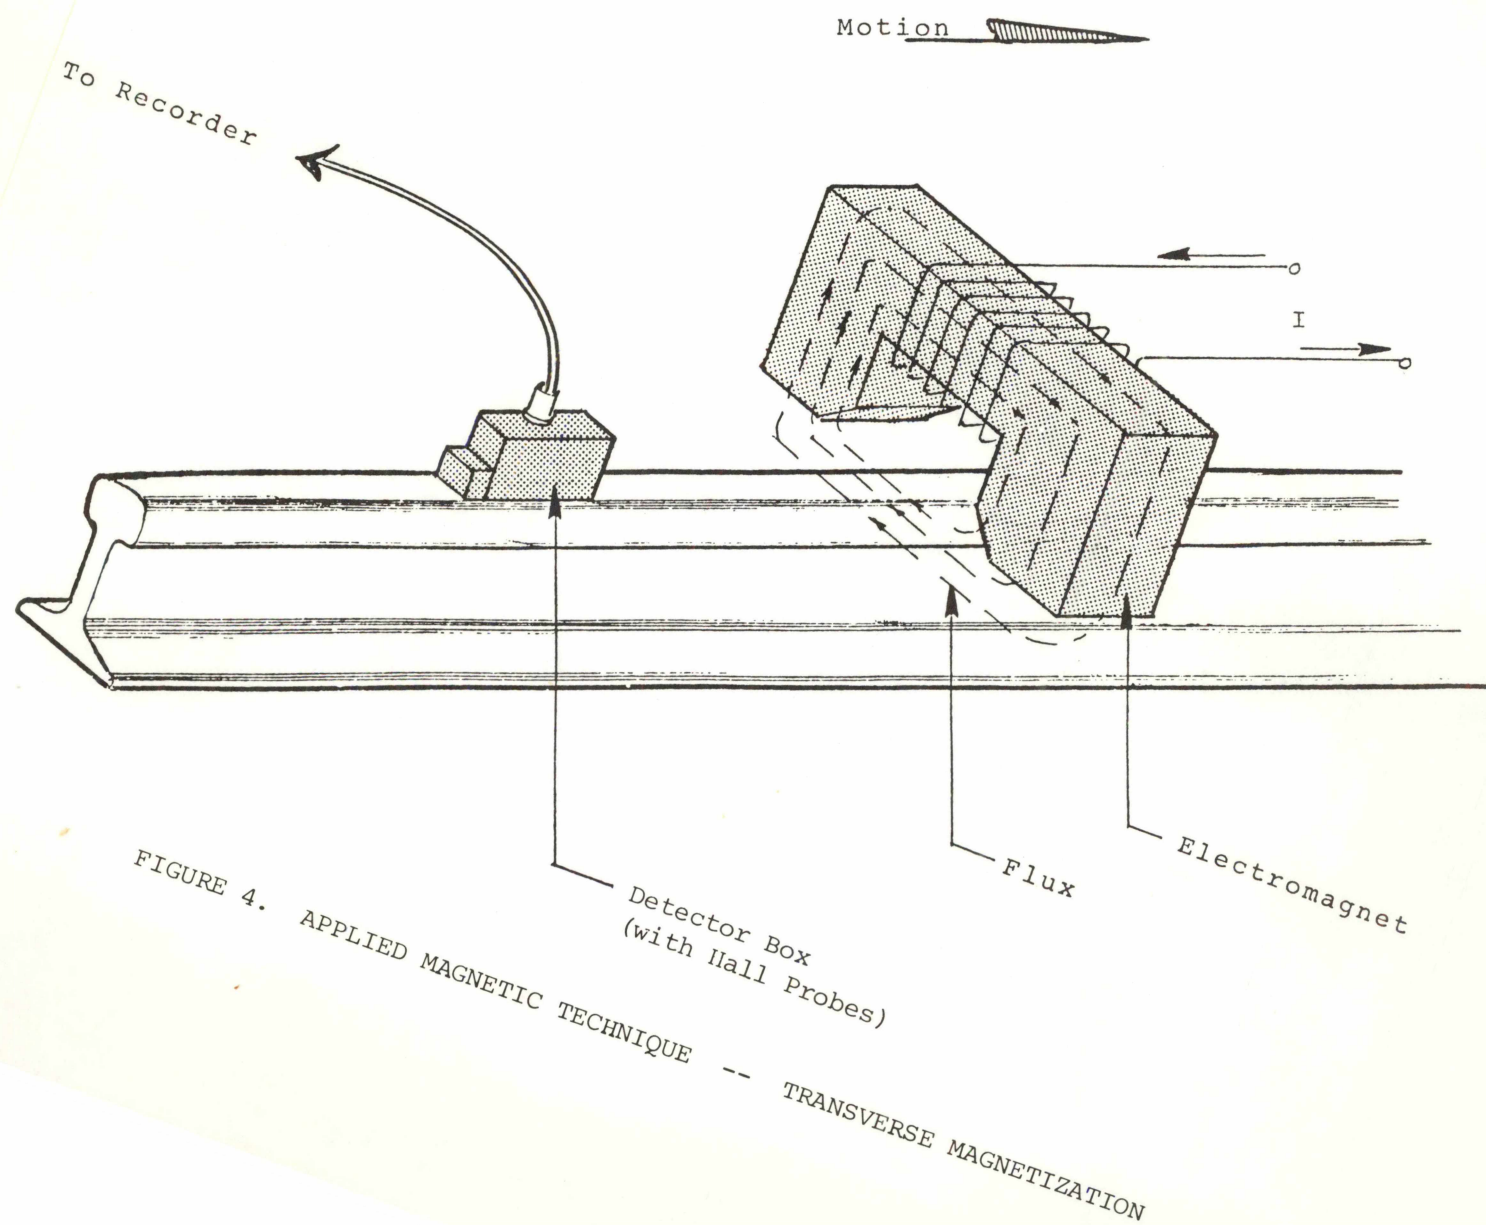 Motion
To Recorder
I
Electromagnet
Flux
Detector Box
(with Hall Probes)
FIGURE 4. APPLIED MAGNETIC TECHNIQUE -- TRANSVERSE MAGNETIZATION